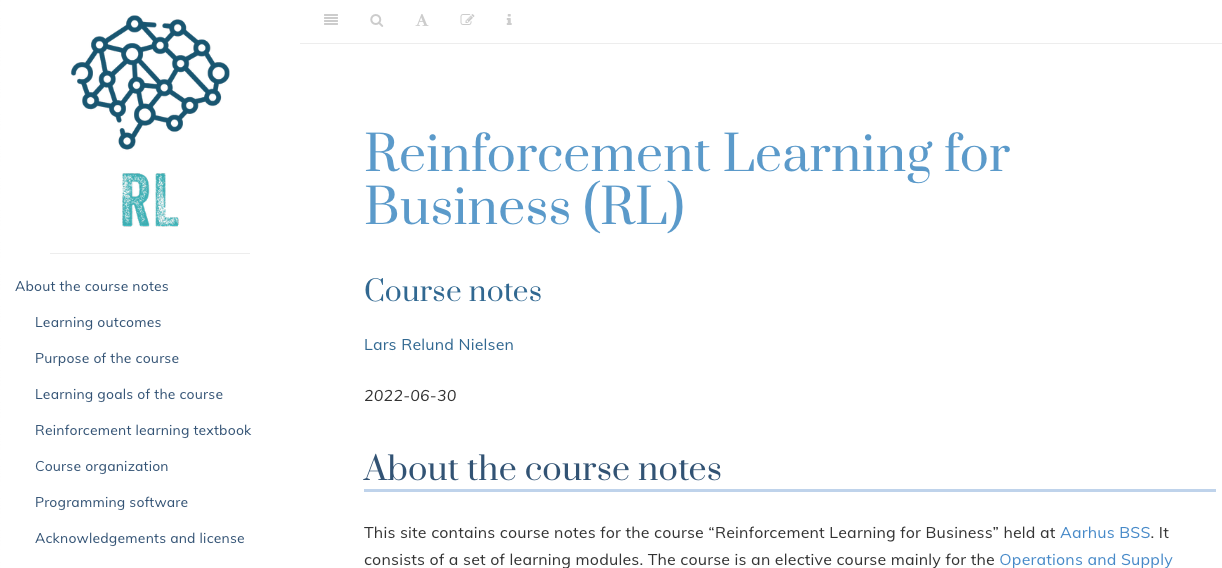 RL
About the course notes
Learning outcomes
Purpose of the course
Learning goals of the course
Reinforcement learning textbook
Course organization
Programming software
Acknowledgements and license
A
i
Reinforcement Learning for
Business (RL)
Course notes
Lars Relund Nielsen
2022-06-30
About the course notes
This site contains course notes for the course “Reinforcement Learning for Business” held at Aarhus BSS. It
consists of a set of learning modules. The course is an elective course mainly for the Operations and Supply